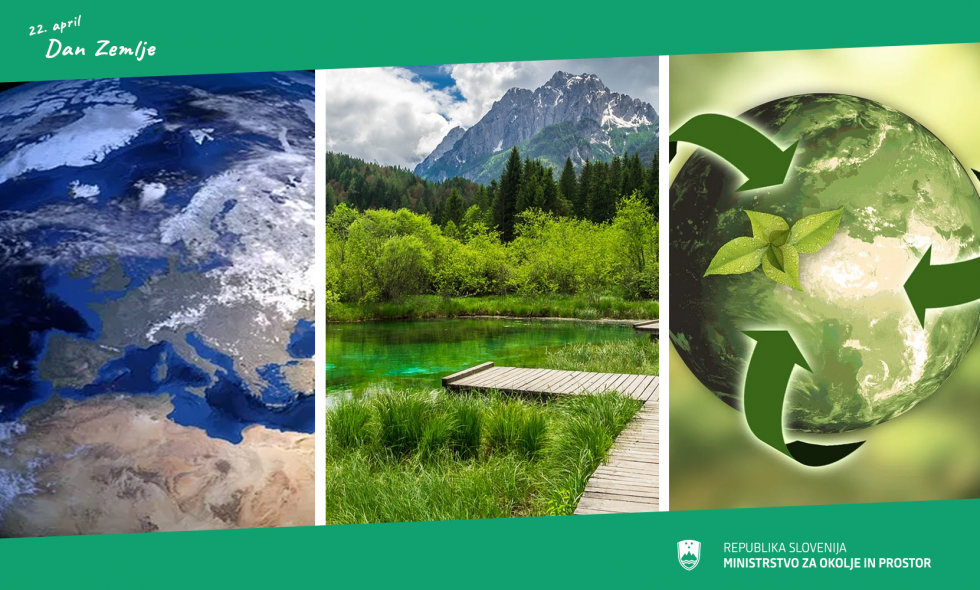 22. april
Dan Zemlje
REPUBLIKA SLOVENIJA
MINISTRSTVO ZA OKOLJE IN PROSTOR